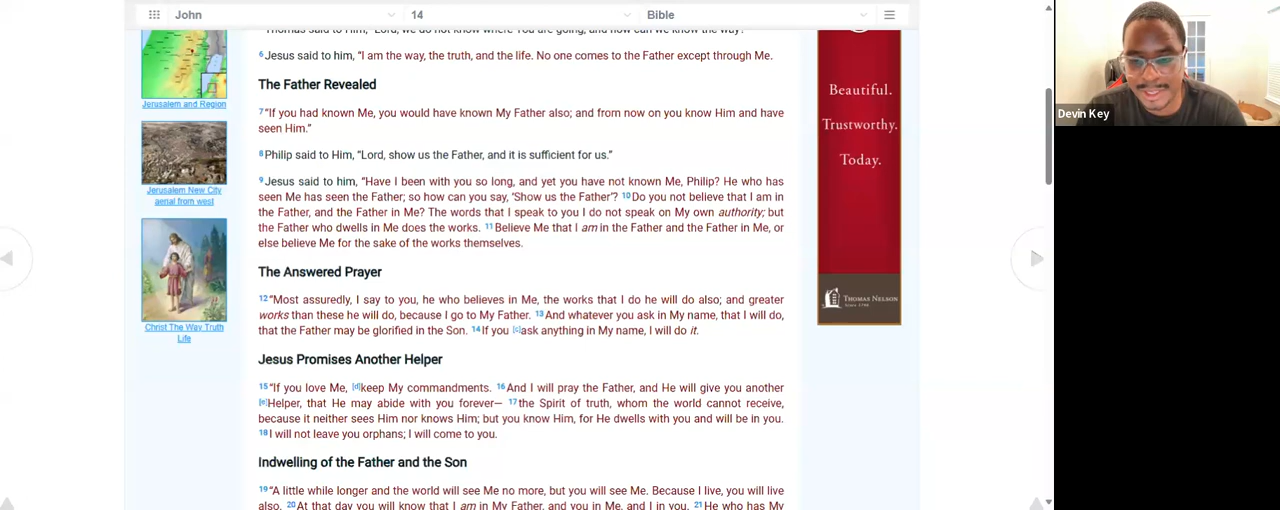 John
14
Bible
Thomas said to Him, "Lord, we do not know where You are going, and how can we know the way?"
6 Jesus said to him, "I am the way, the truth, and the life. No one comes to the Father except through Me.
The Father Revealed
7 "If you had known Me, you would have known My Father also; and from now on you know Him and have
seen Him."
8 Philip said to Him, "Lord, show us the Father, and it is sufficient for us."
9 Jesus said to him, "Have I been with you so long, and yet you have not known Me, Philip? He who has
seen Me has seen the Father; so how can you say, 'Show us the Father'? 10 Do you not believe that I am in
the Father, and the Father in Me? The words that I speak to you I do not speak on My own authority; but
the Father who dwells in Me does the works. 11 Believe Me that I am in the Father and the Father in Me, or
else believe Me for the sake of the works themselves.
The Answered Prayer
12 "Most assuredly, I say to you, he who believes in Me, the works that I do he will do also; and greater
works than these he will do, because I go to My Father. 13 And whatever you ask in My name, that I will do,
that the Father may be glorified in the Son. 14 If you [c]ask anything in My name, I will do it.
Jesus Promises Another Helper
15 "If you love Me, [d]keep My commandments. 16 And I will pray the Father, and He will give you another
[e]Helper, that He may abide with you forever— 17 the Spirit of truth, whom the world cannot receive,
because it neither sees Him nor knows Him; but you know Him, for He dwells with you and will be in you.
18 I will not leave you orphans; I will come to you.
Indwelling of the Father and the Son
19 "A little while longer and the world will see Me no more, but you will see Me. Because I live, you will live
also. 20 At that day you will know that I am in My Father, and you in Me, and I in you. 21 He who has My
Jerusalem and Region
Jerusalem New City
aerial from west
Christ The Way Truth
Life
Beautiful.
Trustworthy.
Today.
THOMAS NELSON
Since 1798
Devin Key